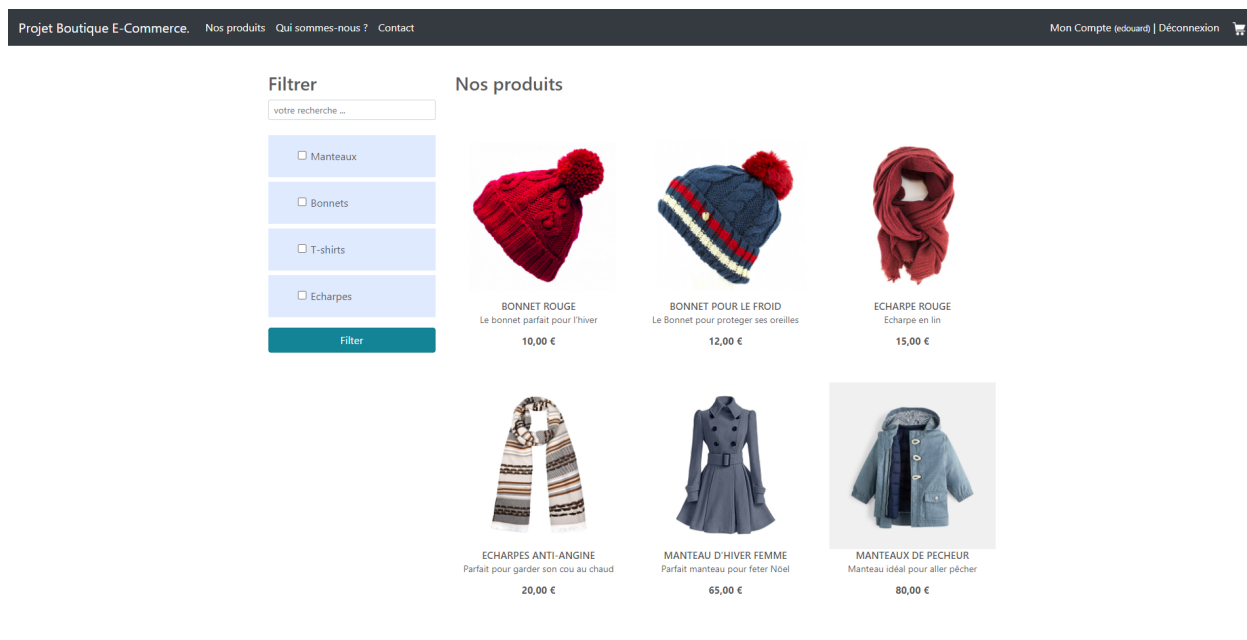 Projet Boutique E-Commerce. Nos produits Qui sommes-nous ? Contact Mon Compte (edouard) | Déconnexion
Filtrer
votre recherche ...
Manteaux
Bonnets
T-shirts
Echarpes
Filter
Nos produits
BONNET ROUGE
Le bonnet parfait pour l'hiver
10,00 €
BONNET POUR LE FROID
Le Bonnet pour proteger ses oreilles
12,00 €
ECHARPE ROUGE
Echarpe en lin
15,00 €
ECHARPES ANTI-ANGINE
Parfait pour garder son cou au chaud
20,00 €
MANTEAU D'HIVER FEMME
Parfait manteau pour feter Nöel
65,00 €
MANTEAUX DE PECHEUR
Manteau idéal pour aller pêcher
80,00 €